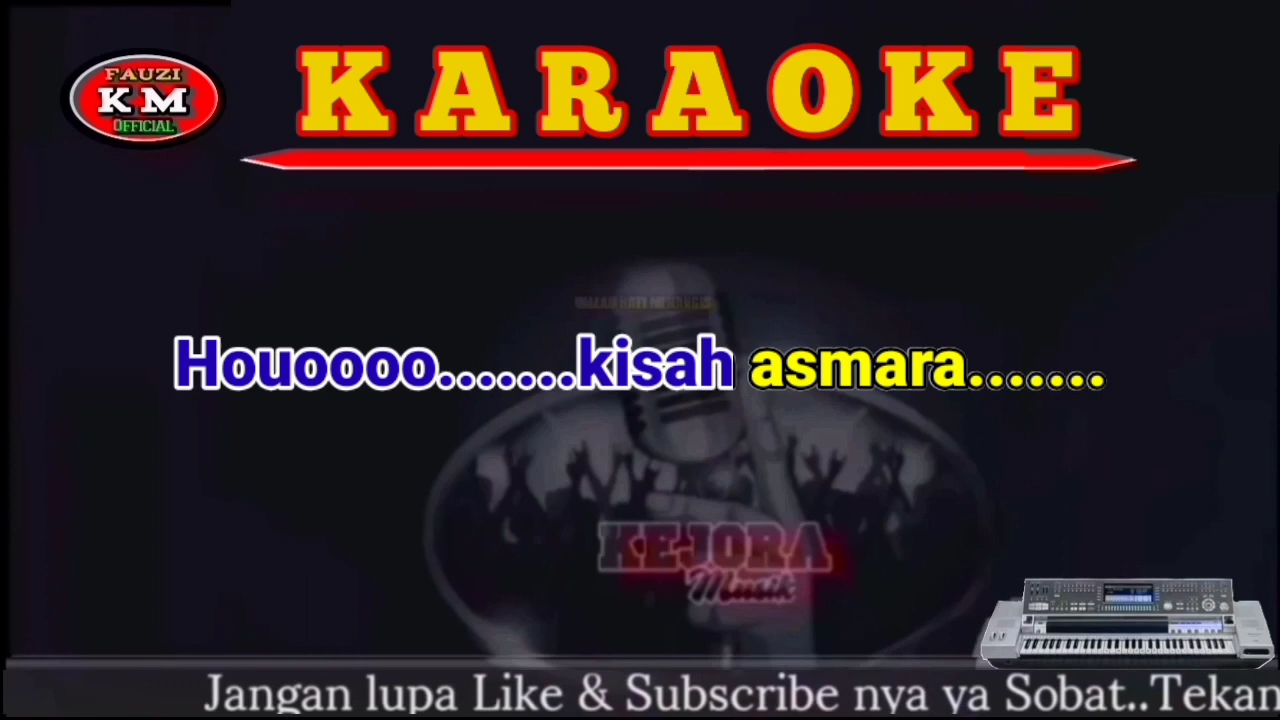 FAUZI
KM
OFFICIAL
KARAOKE
Houoooo.......kisah asmara.......
KEJORA
Musik
Jangan lupa Like & Subscribe nya ya Sobat..Tekan